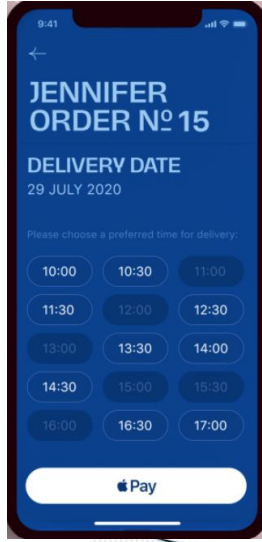 9:41
JENNIFER
ORDER Nº 15
DELIVERY DATE
29 JULY 2020
Please choose a preferred time for delivery:
10:00 10:30 11:00
11:30 12:00 12:30
13:00 13:30 14:00
14:30 15:00 15:30
16:00 16:30 17:00
Pay